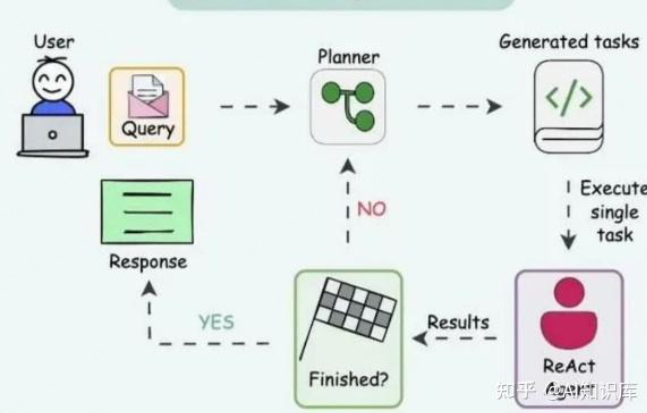 User
Query
Planner
Generated tasks
Execute
single
task
NO
Response
YES
Finished?
Results
ReAct
知乎 @AI知识库